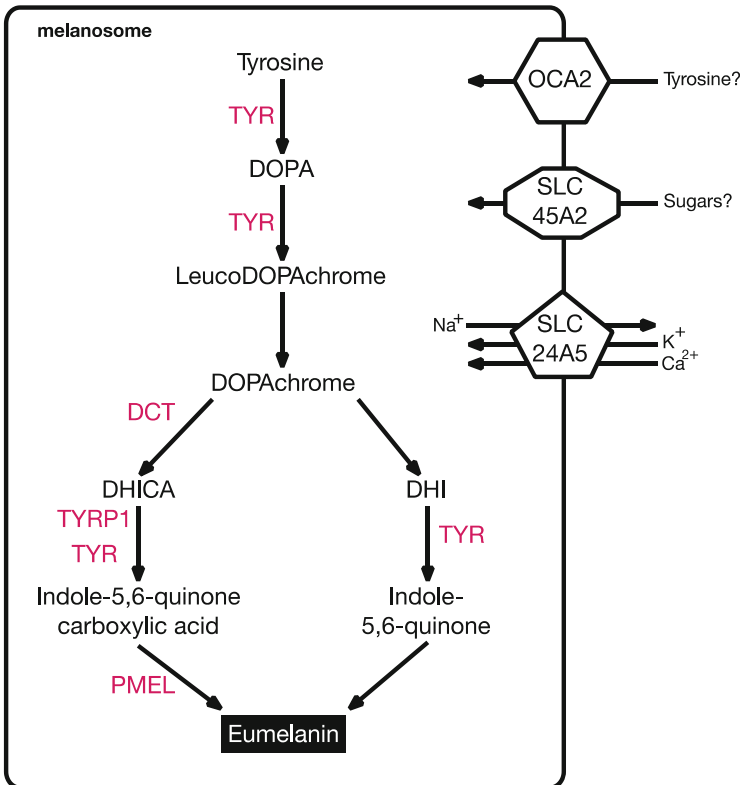 melanosome
Tyrosine
TYR
DOPA
TYR
LeucoDOPAchrome
DOPAchrome
DCT
DHICA
DHI
TYRP1
TYR
TYR
Indole-5,6-quinone
carboxylic acid
Indole-
5,6-quinone
PMEL
Eumelanin
OCA2
Tyrosine?
SLC
45A2
Sugars?
Na⁺
SLC
24A5
K⁺
Ca²⁺